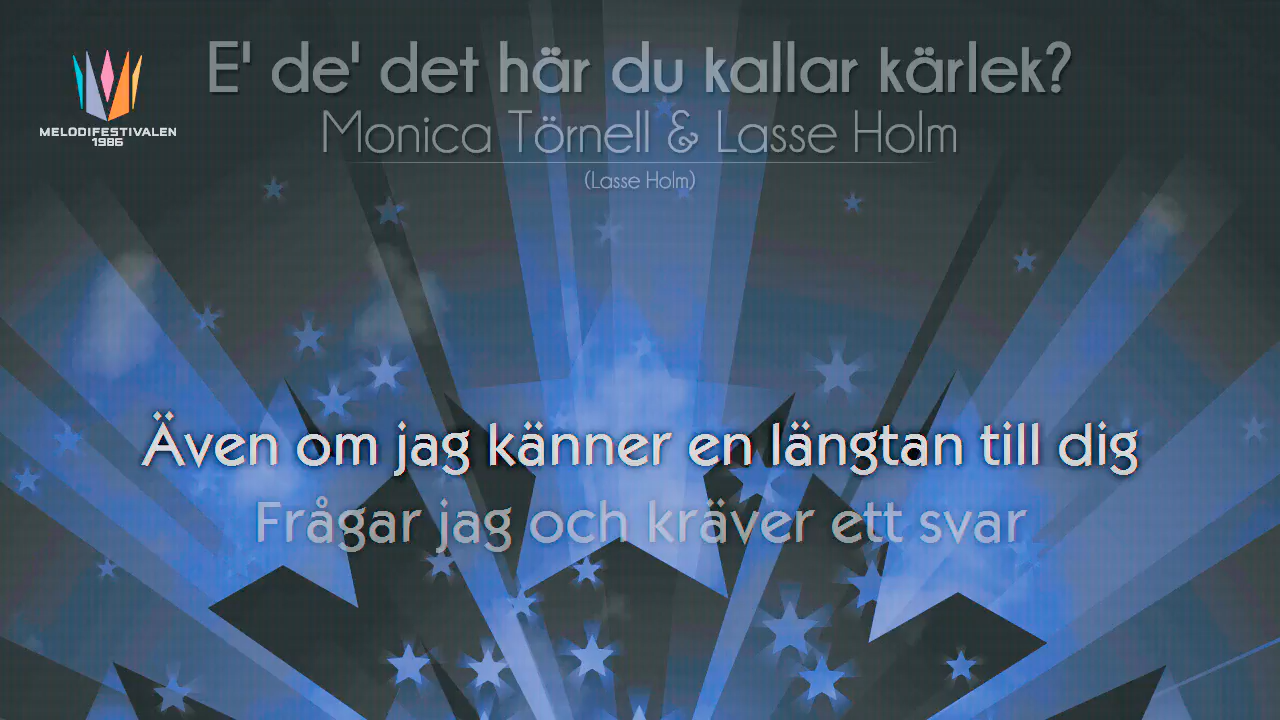 E' de' det här du kallar kärlek?
Monica Törnell & Lasse Holm
(Lasse Holm)
MELODIFESTIVALEN
1986
Även om jag känner en längtan till dig
Frågar jag och kräver ett svar